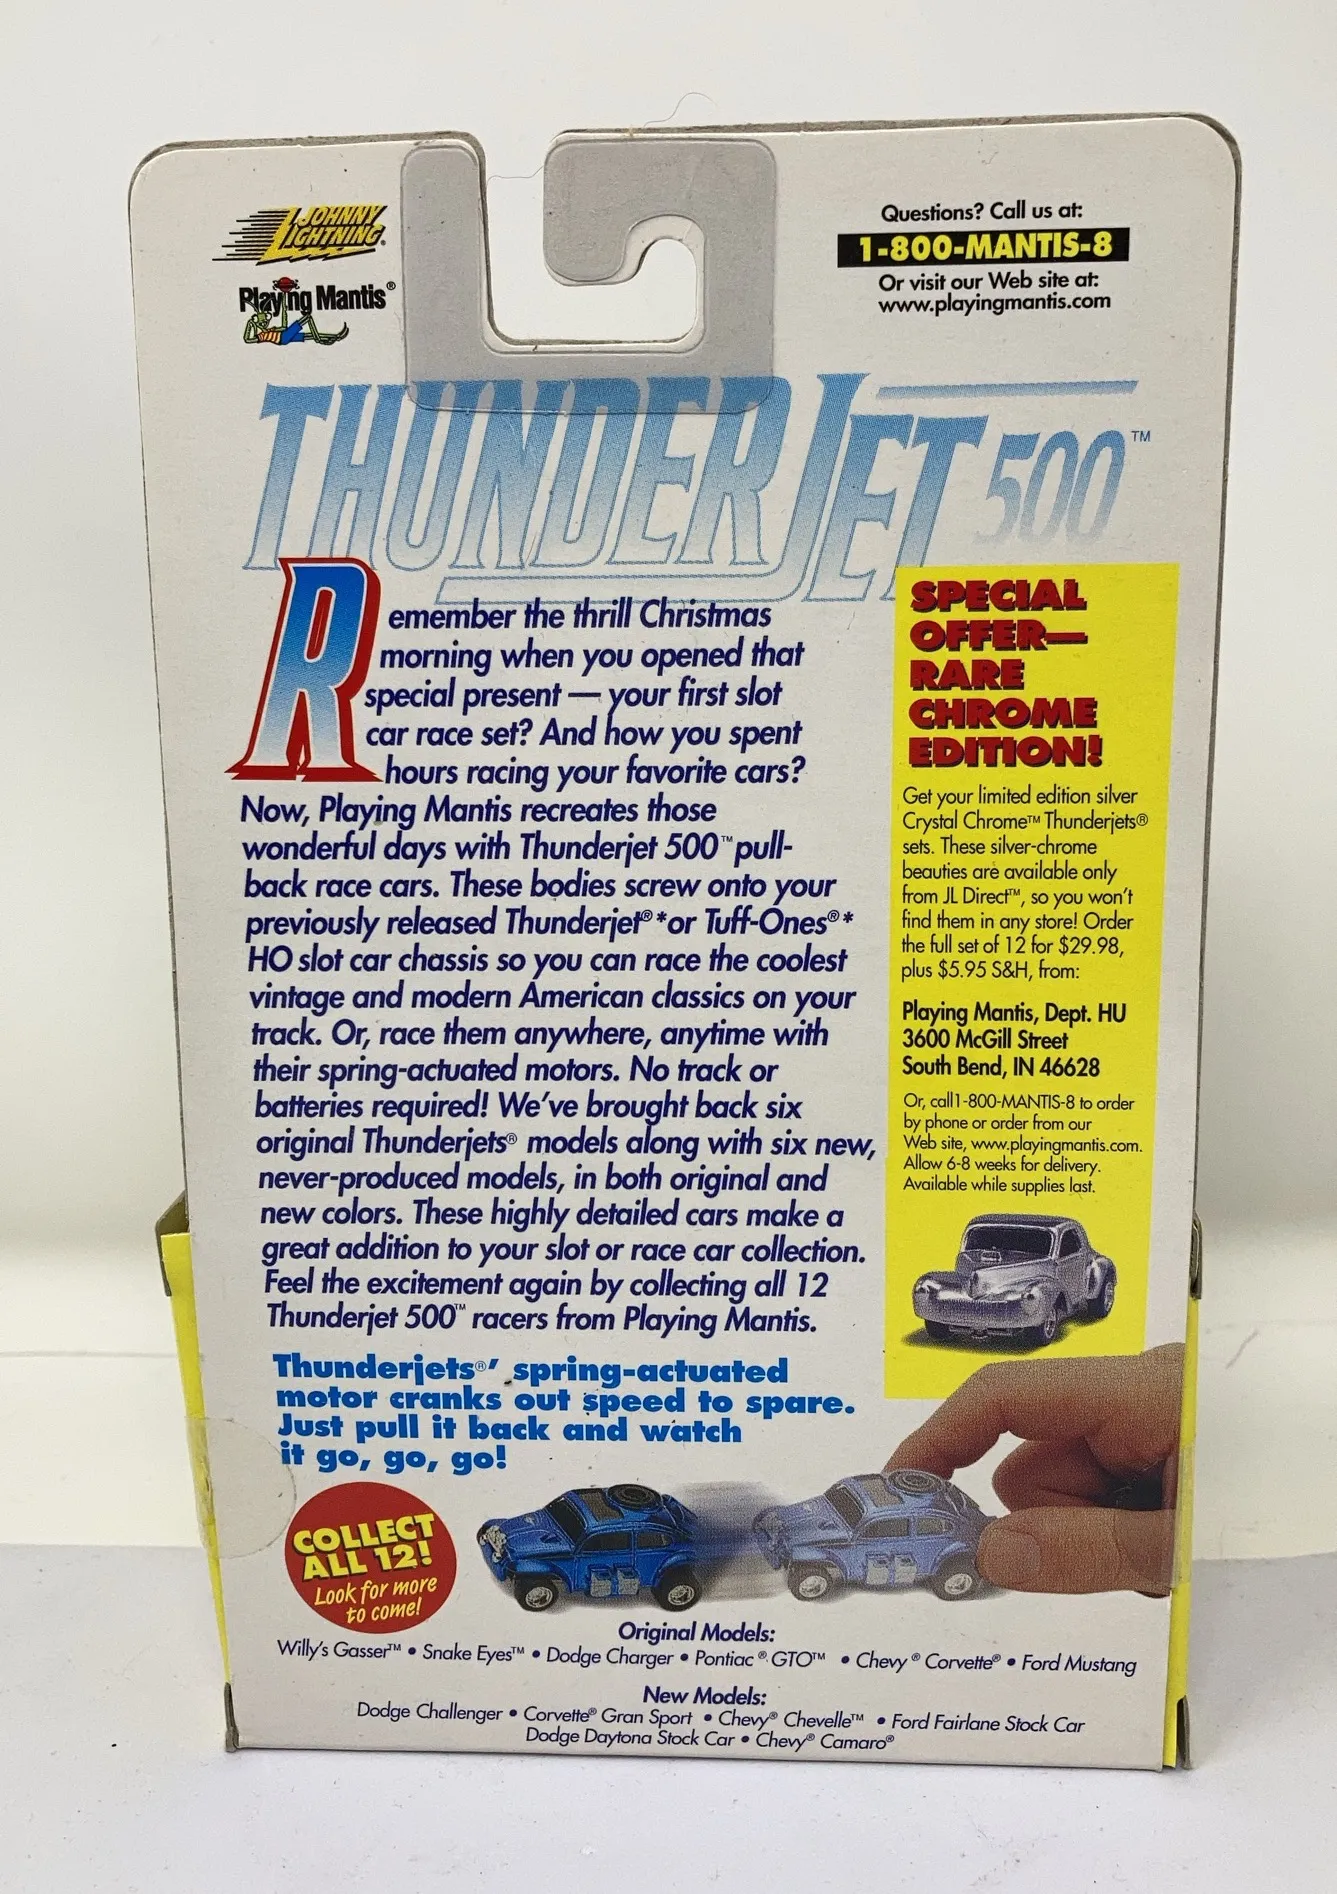 JOHNNY
LIGHTNING®
Playing Mantis®
Questions? Call us at:
1-800-MANTIS-8
Or visit our Web site at:
www.playingmantis.com
THUNDERJET 500™
Remember the thrill Christmas
morning when you opened that
special present — your first slot
car race set? And how you spent
hours racing your favorite cars?
Now, Playing Mantis recreates those
wonderful days with Thunderjet 500™ pull-
back race cars. These bodies screw onto your
previously released Thunderjet®* or Tuff-Ones®*
HO slot car chassis so you can race the coolest
vintage and modern American classics on your
track. Or, race them anywhere, anytime with
their spring-actuated motors. No track or
batteries required! We've brought back six
original Thunderjets® models along with six new,
never-produced models, in both original and
new colors. These highly detailed cars make a
great addition to your slot or race car collection.
Feel the excitement again by collecting all 12
Thunderjet 500™ racers from Playing Mantis.
Thunderjets®' spring-actuated
motor cranks out speed to spare.
Just pull it back and watch
it go, go, go!
SPECIAL
OFFER—
RARE
CHROME
EDITION!
Get your limited edition silver
Crystal Chrome™ Thunderjets®
sets. These silver-chrome
beauties are available only
from JL Direct™, so you won't
find them in any store! Order
the full set of 12 for $29.98,
plus $5.95 S&H, from:
Playing Mantis, Dept. HU
3600 McGill Street
South Bend, IN 46628
Or, call1-800-MANTIS-8 to order
by phone or order from our
Web site, www.playingmantis.com.
Allow 6-8 weeks for delivery.
Available while supplies last.
COLLECT
ALL 12!
Look for more
to come!
Original Models:
Willy's Gasser™ • Snake Eyes™ • Dodge Charger • Pontiac® GTO™ • Chevy® Corvette® • Ford Mustang
New Models:
Dodge Challenger • Corvette® Gran Sport • Chevy® Chevelle™ • Ford Fairlane Stock Car
Dodge Daytona Stock Car • Chevy® Camaro®